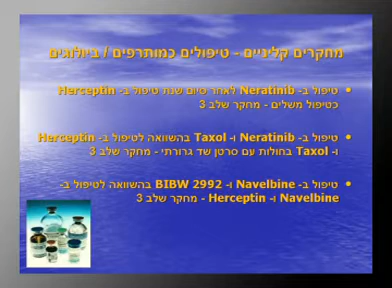 מחקרים קליניים - טיפולים כמותרפים / ביולוגים
• טיפול ב- Neratinib לאחר סיום שנת טיפול ב- Herceptin
כטיפול משלים - מחקר שלב 3
• טיפול ב- Neratinib ו- Taxol בהשוואה לטיפול ב- Herceptin
ו- Taxol בחולות עם סרטן שד גרורתי - מחקר שלב 3
• טיפול ב- Navelbine ו- BIBW 2992 בהשוואה לטיפול ב-
Navelbine ו- Herceptin - מחקר שלב 3